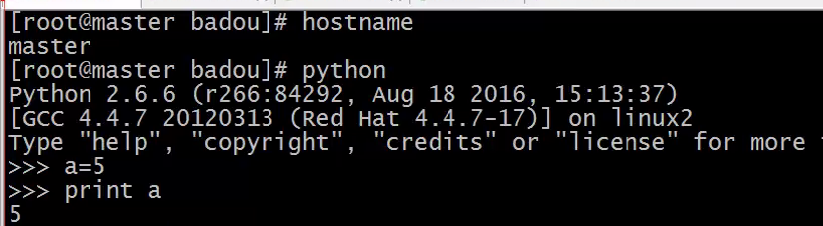 [root@master badou]# hostname
master
[root@master badou]# python
Python 2.6.6 (r266:84292, Aug 18 2016, 15:13:37)
[GCC 4.4.7 20120313 (Red Hat 4.4.7-17)] on linux2
Type "help", "copyright", "credits" or "license" for more
>>> a=5
>>> print a
5